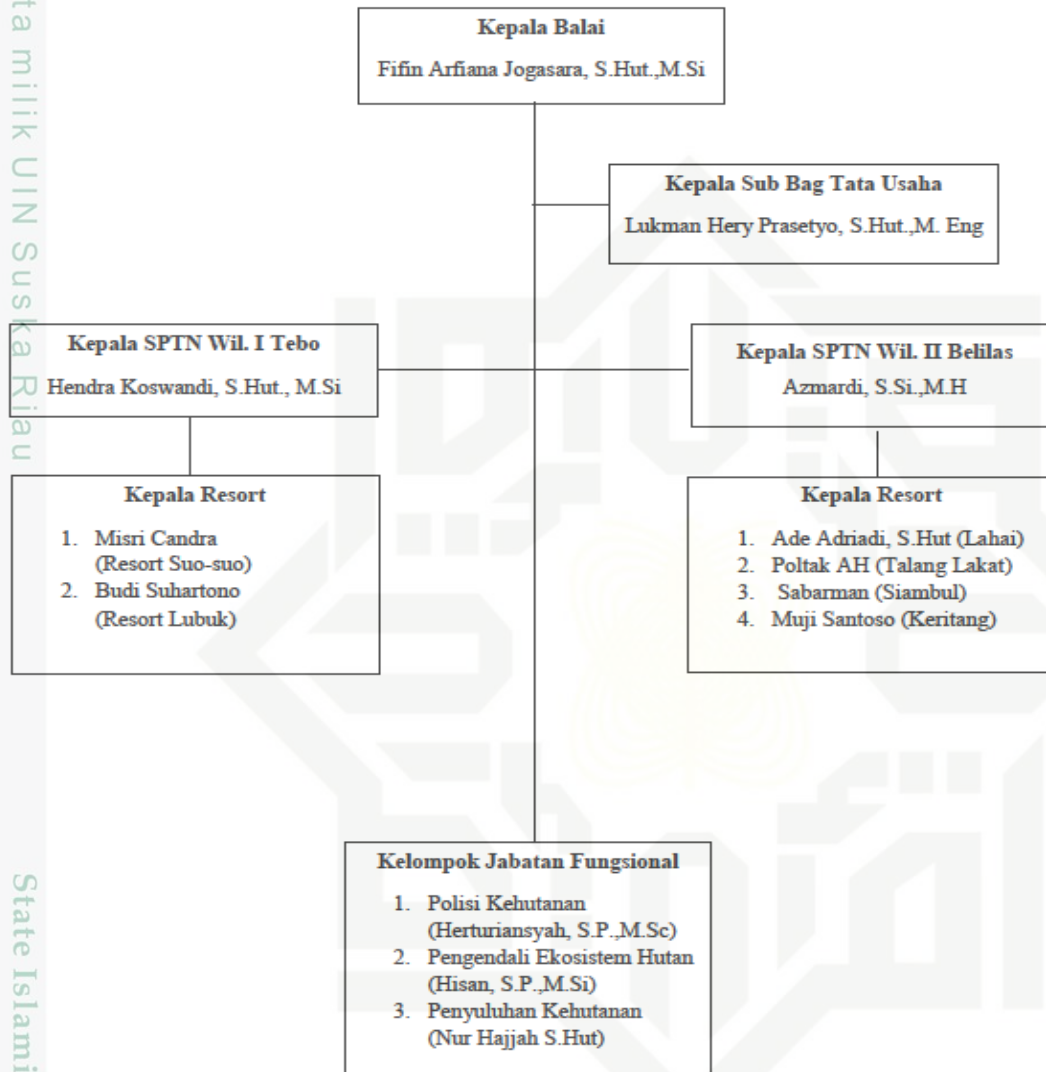 ta milik UIN Suska Riau
State Islami
Kepala Balai
Fifin Arfiana Jogasara, S.Hut.,M.Si
Kepala Sub Bag Tata Usaha
Lukman Hery Prasetyo, S.Hut.,M. Eng
Kepala SPTN Wil. I Tebo
Hendra Koswandi, S.Hut., M.Si
Kepala SPTN Wil. II Belilas
Azmardi, S.Si.,M.H
Kepala Resort
1. Misri Candra
(Resort Suo-suo)
2. Budi Suhartono
(Resort Lubuk)
Kepala Resort
1. Ade Adriadi, S.Hut (Lahai)
2. Poltak AH (Talang Lakat)
3. Sabarman (Siambul)
4. Muji Santoso (Keritang)
Kelompok Jabatan Fungsional
1. Polisi Kehutanan
(Herturiansyah, S.P.,M.Sc)
2. Pengendali Ekosistem Hutan
(Hisan, S.P.,M.Si)
3. Penyuluhan Kehutanan
(Nur Hajjah S.Hut)